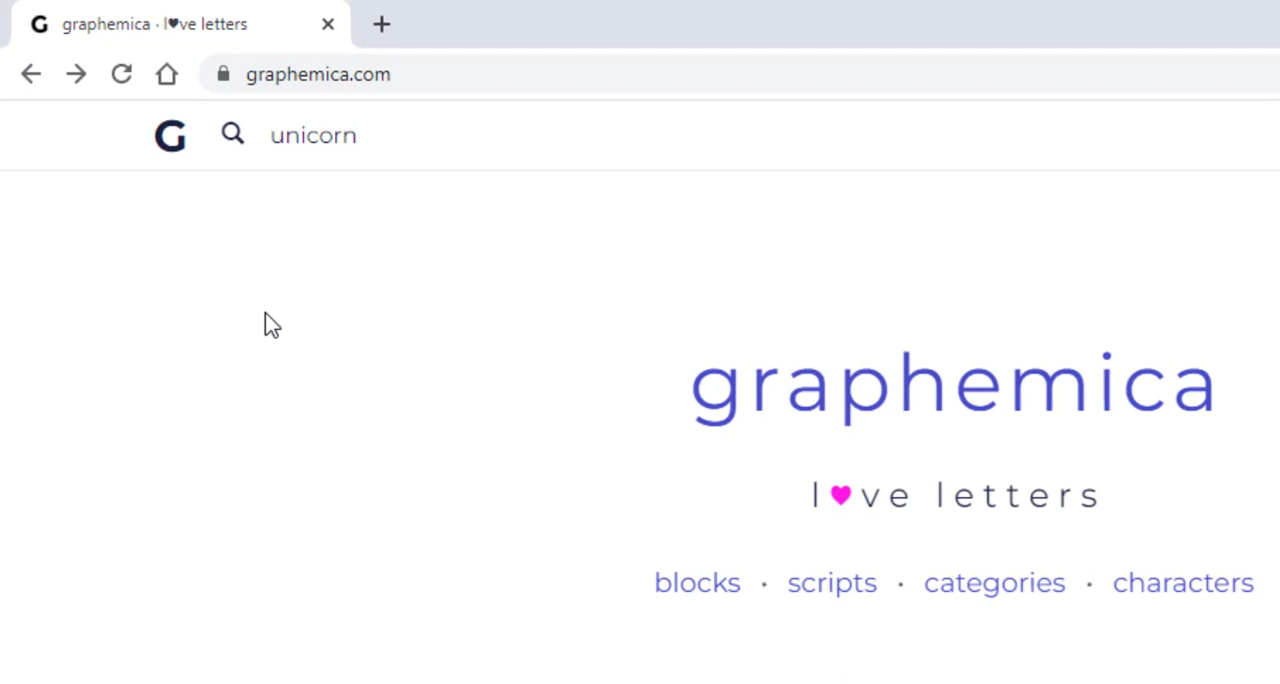 G graphemica · l♥ve letters
graphemica.com
G unicorn
graphemica
l♥ve letters
blocks · scripts · categories · characters